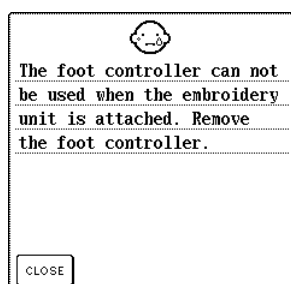 The foot controller can not
be used when the embroidery
unit is attached. Remove
the foot controller.
CLOSE